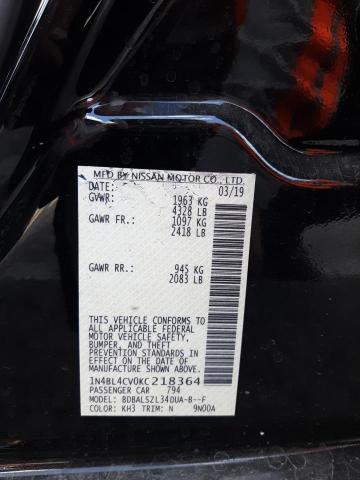 MFD BY NISSAN MOTOR CO., LTD.
DATE: 03/19
GVWR: 1963 KG
4328 LB
GAWR FR: 1097 KG
2418 LB
GAWR RR: 945 KG
2083 LB
THIS VEHICLE CONFORMS
TO ALL APPLICABLE FEDERAL
MOTOR VEHICLE SAFETY,
BUMPER, AND THEFT
PREVENTION STANDARDS IN
EFFECT ON THE DATE OF
MANUFACTURE SHOWN ABOVE.
1N4BL4CV0KC218364
PASSENGER CAR 794
MODEL: BDBALSZL34DUA-B--F
COLOR: KH3 TRIM: N 9N00A